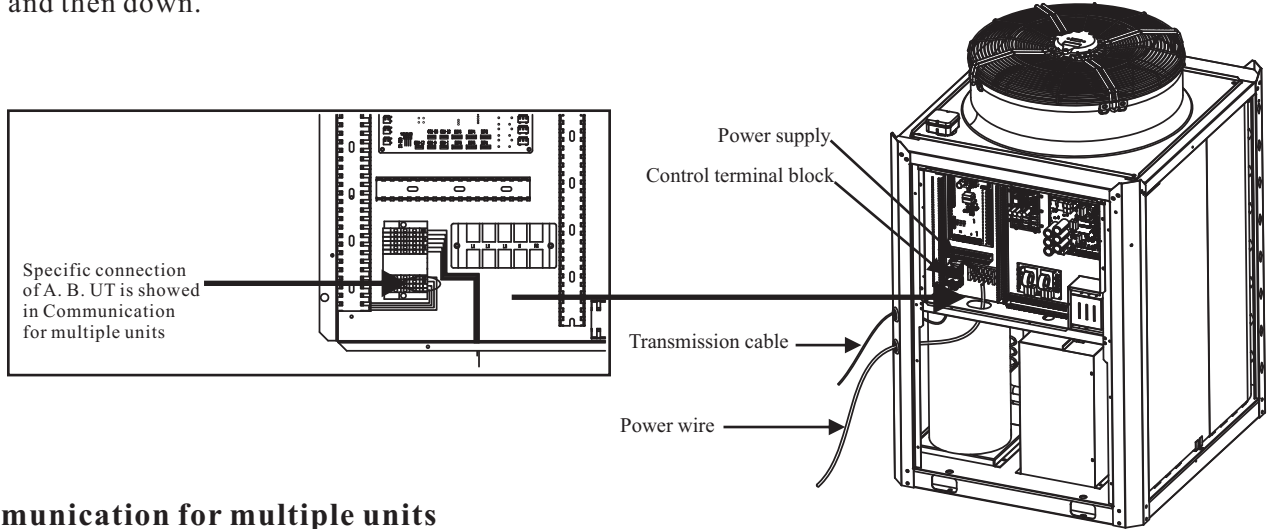 and then down.
Power supply
Control terminal block
Specific connection
of A. B. UT is showed
in Communication
for multiple units
Transmission cable
Power wire
munication for multiple units